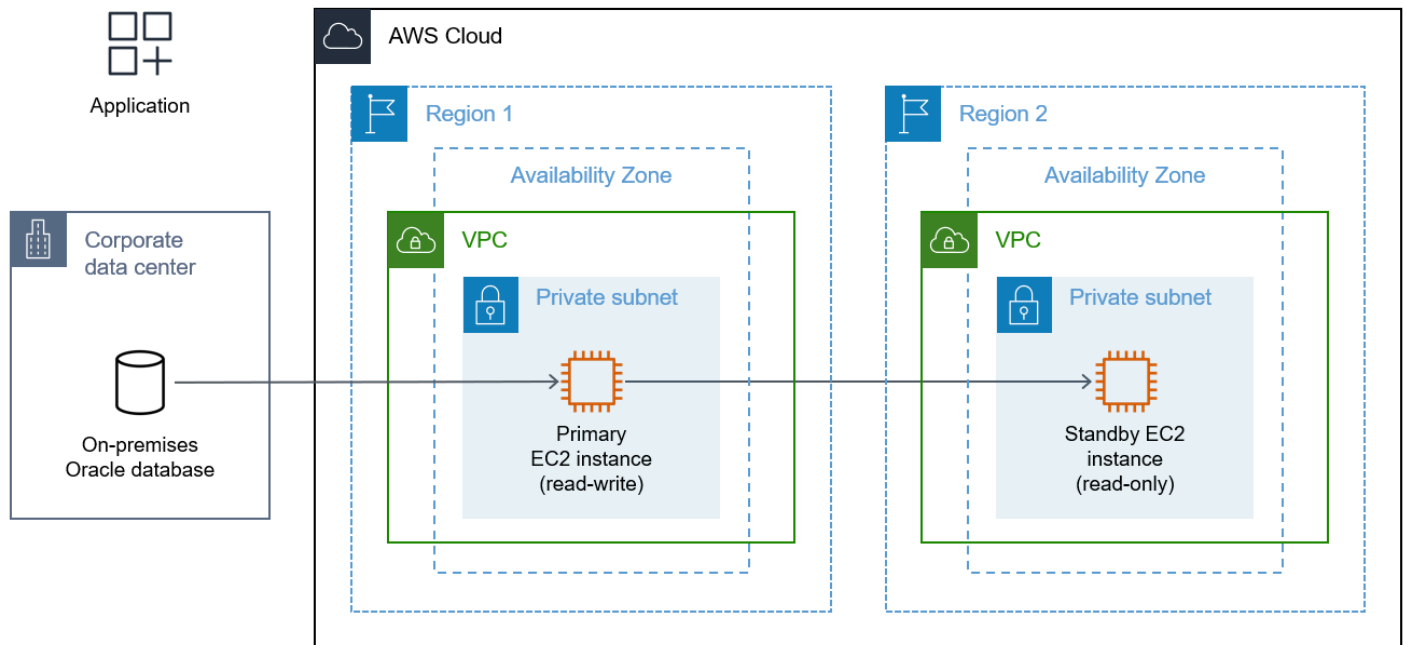 Application
AWS Cloud
Region 1
Region 2
Availability Zone
Availability Zone
Corporate
data center
VPC
VPC
Private subnet
Private subnet
On-premises
Oracle database
Primary
EC2 instance
(read-write)
Standby EC2
instance
(read-only)